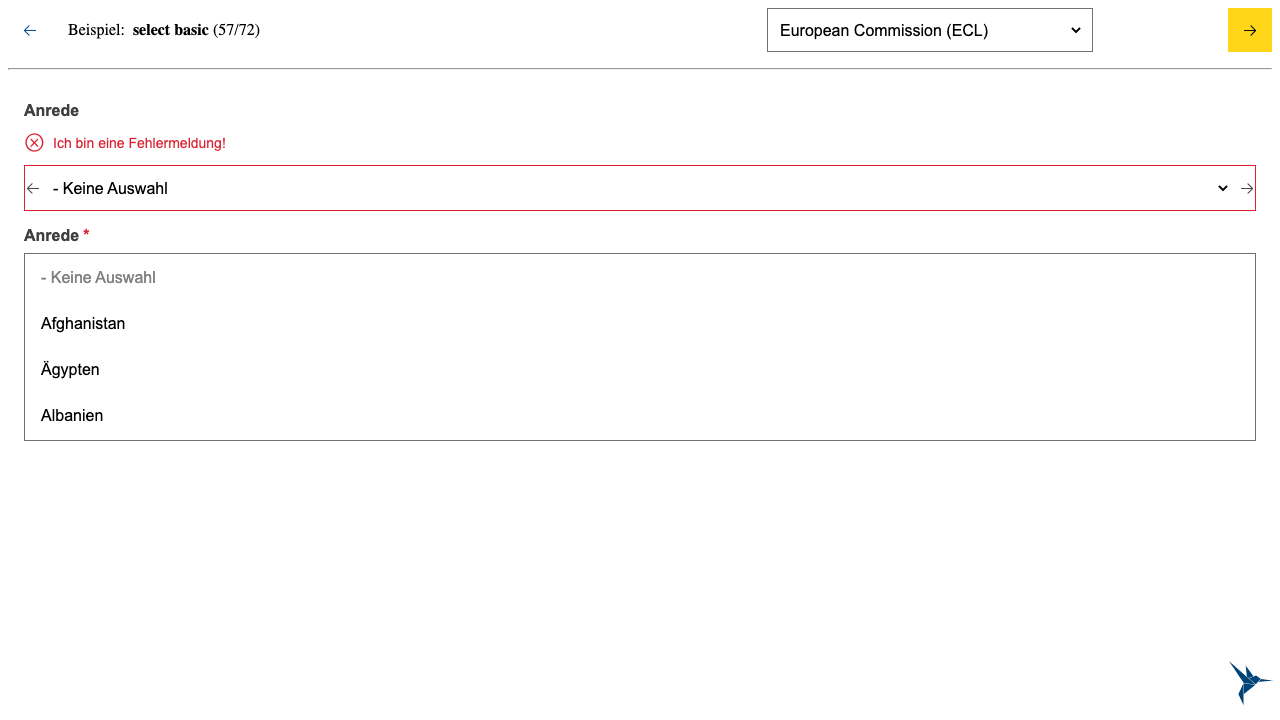 Beispiel: select basic (57/72)
European Commission (ECL)
Anrede
Ich bin eine Fehlermeldung!
- Keine Auswahl
Anrede *
- Keine Auswahl
Afghanistan
Ägypten
Albanien